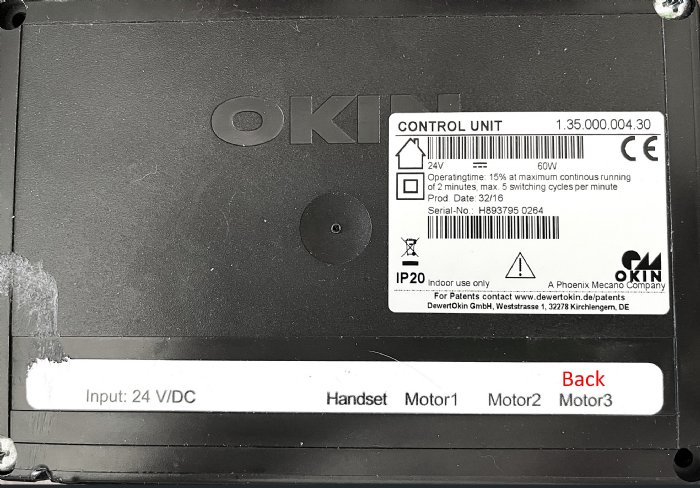 OKIN
CONTROL UNIT 1.35.000.004.30
24V 60W
CE
Operatingtime: 15% at maximum continous running
of 2 minutes, max. 5 switching cycles per minute
Prod. Date: 32/16
Serial-No.: H893795 0264
IP20 Indoor use only
OKIN
A Phoenix Mecano Company
For Patents contact www.dewertokin.de/patents
DewertOkin GmbH, Weststrasse 1, 32278 Kirchlengern, DE
Back
Input: 24 V/DC Handset Motor1 Motor2 Motor3